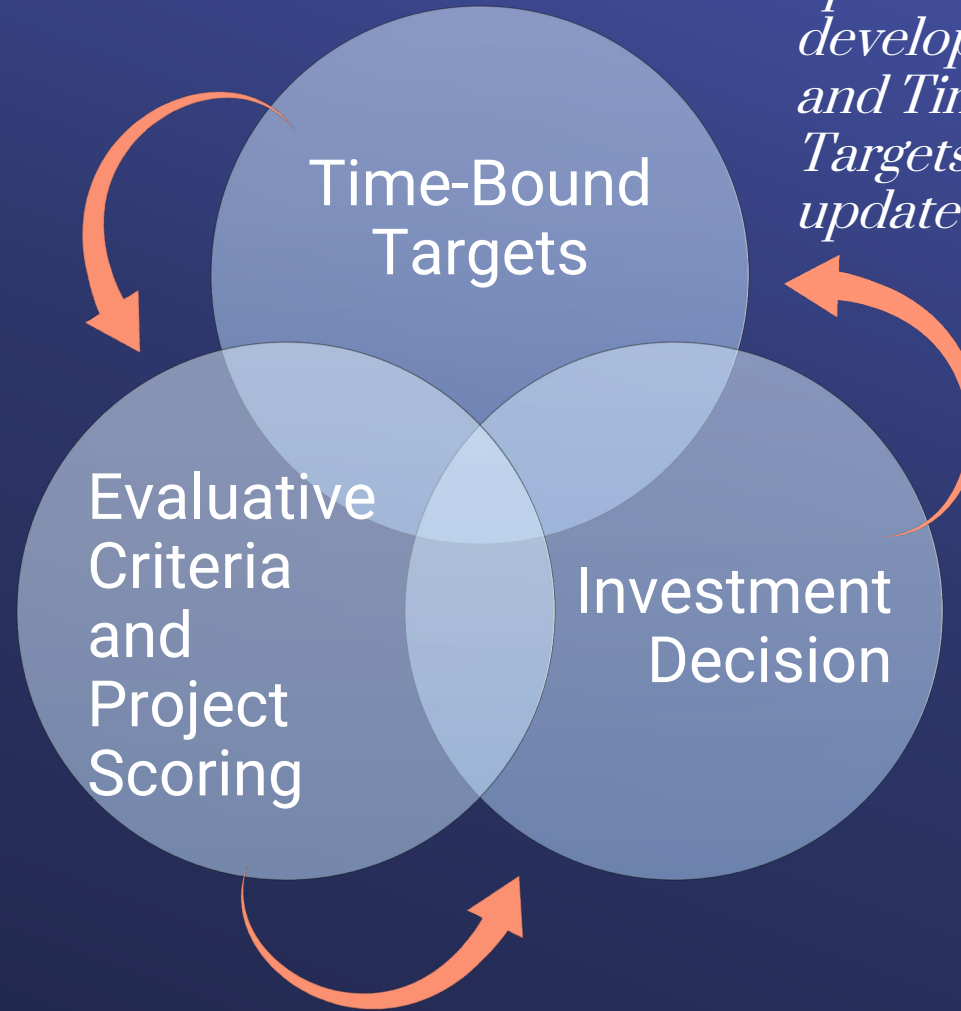 develop
and Tim
Targets
update
Time-Bound
Targets
Evaluative
Criteria
and
Project
Scoring
Investment
Decision